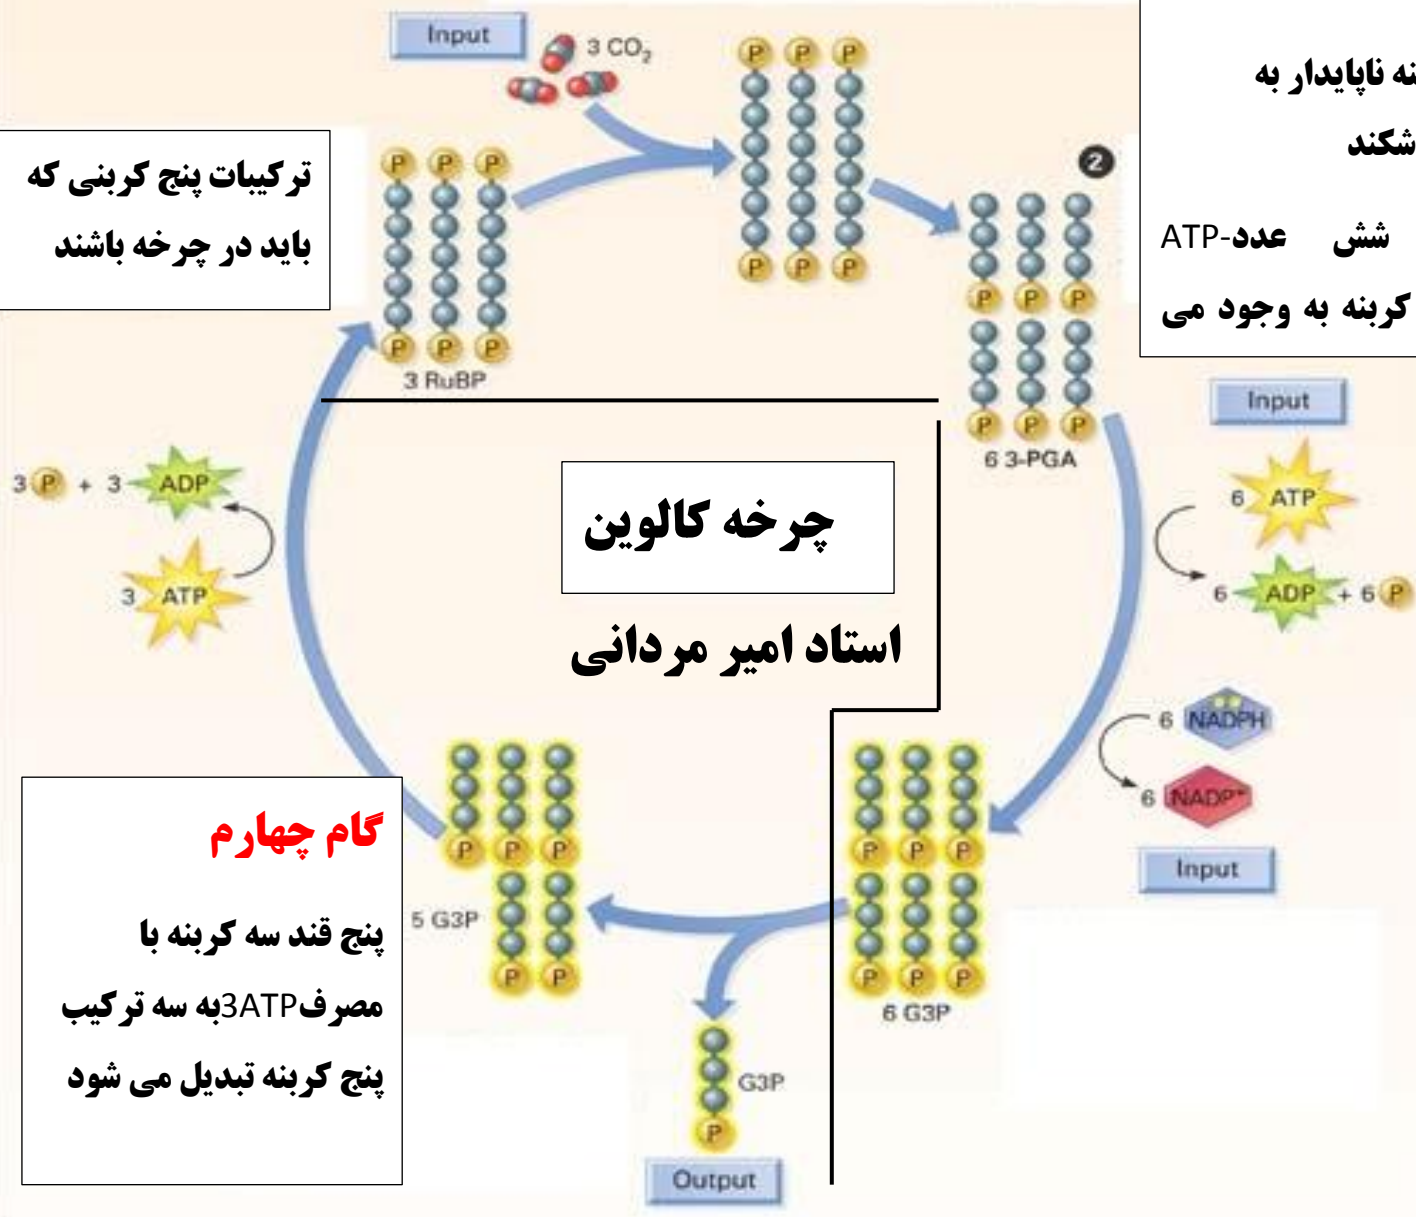 Input
3 CO₂
نه ناپایدار به
شکند
شش عدد-ATP
کربنه به وجود می
ترکیبات پنج کربنی که
باید در چرخه باشند
P P P
P P P
P P P
P P P
3 RuBP
2
P P P
P P P
6 3-PGA
Input
6 ATP
6 ADP + 6 P
6 NADPH
6 NADP⁺
Input
3 P + 3 ADP
3 ATP
چرخه کالوین
استاد امیر مردانی
گام چهارم
پنج قند سه کربنه با
مصرف3ATPبه سه ترکیب
پنج کربنه تبدیل می شود
P P P
P P
5 G3P
P P P
P P P
6 G3P
G3P
P
Output